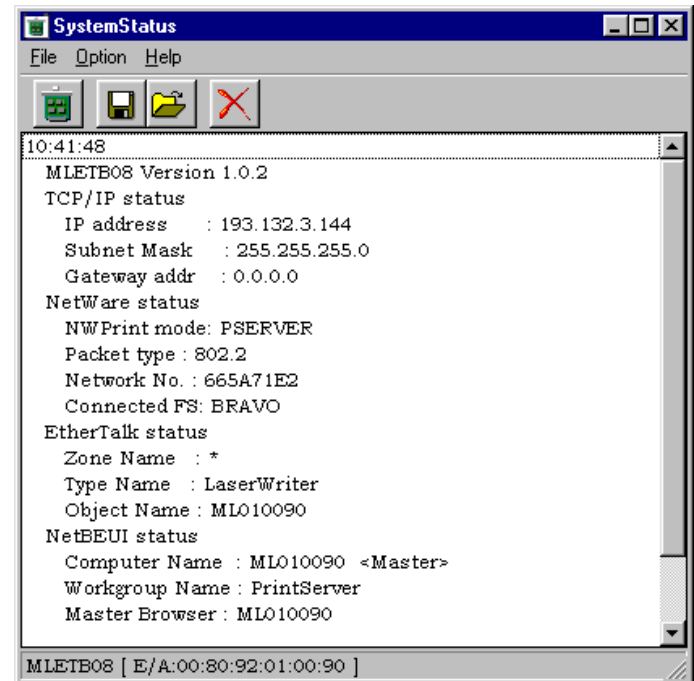 SystemStatus
File Option Help
10:41:48
MLETB08 Version 1.0.2
TCP/IP status
IP address : 193.132.3.144
Subnet Mask : 255.255.255.0
Gateway addr : 0.0.0.0
NetWare status
NWPrint mode: PSERVER
Packet type : 802.2
Network No. : 665A71E2
Connected FS: BRAVO
EtherTalk status
Zone Name : *
Type Name : LaserWriter
Object Name : ML010090
NetBEUI status
Computer Name : ML010090 <Master>
Workgroup Name : PrintServer
Master Browser : ML010090
MLETB08 [ E/A:00:80:92:01:00:90 ]